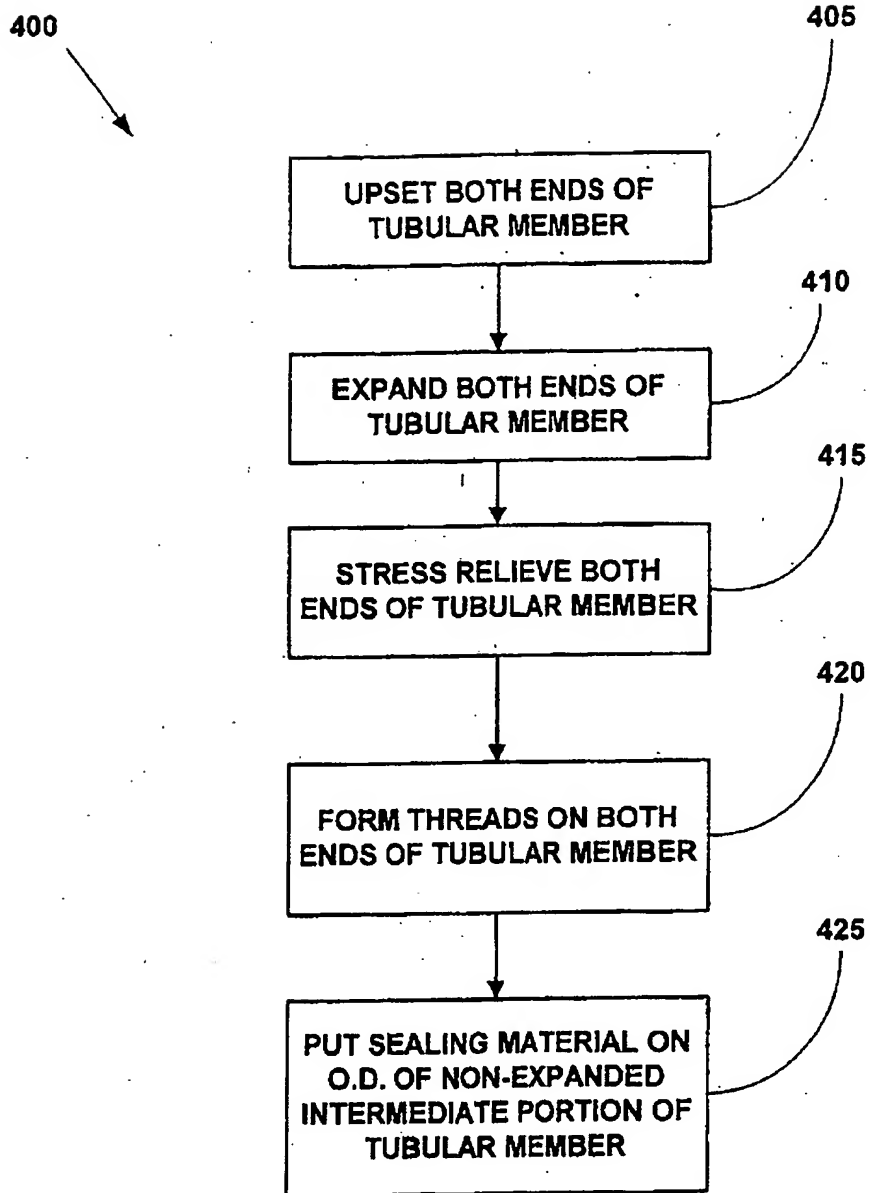 400
405
UPSET BOTH ENDS OF
TUBULAR MEMBER
410
EXPAND BOTH ENDS OF
TUBULAR MEMBER
415
STRESS RELIEVE BOTH
ENDS OF TUBULAR MEMBER
420
FORM THREADS ON BOTH
ENDS OF TUBULAR MEMBER
425
PUT SEALING MATERIAL ON
O.D. OF NON-EXPANDED
INTERMEDIATE PORTION OF
TUBULAR MEMBER